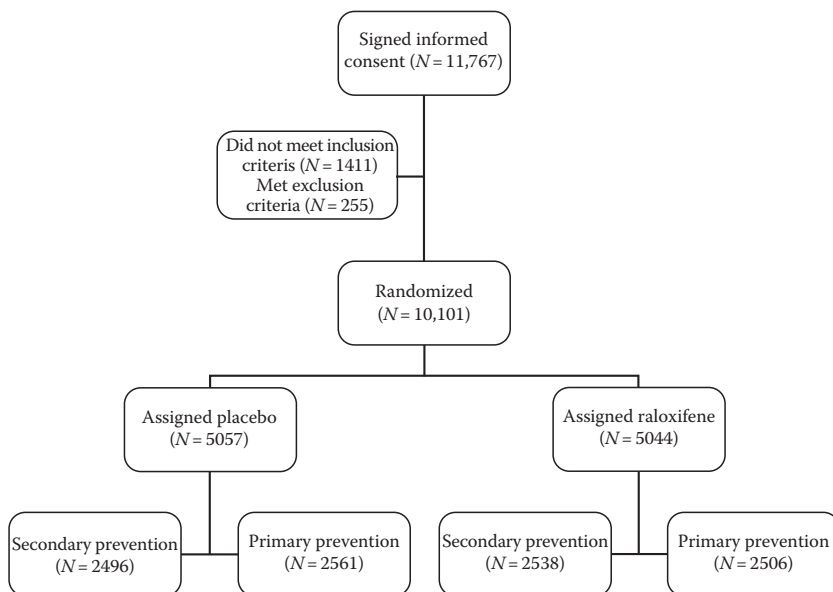 Signed informed
consent (N = 11,767)
Did not meet inclusion
criteris (N = 1411)
Met exclusion
criteria (N = 255)
Randomized
(N = 10,101)
Assigned placebo
(N = 5057)
Assigned raloxifene
(N = 5044)
Secondary prevention
(N = 2496)
Primary prevention
(N = 2561)
Secondary prevention
(N = 2538)
Primary prevention
(N = 2506)